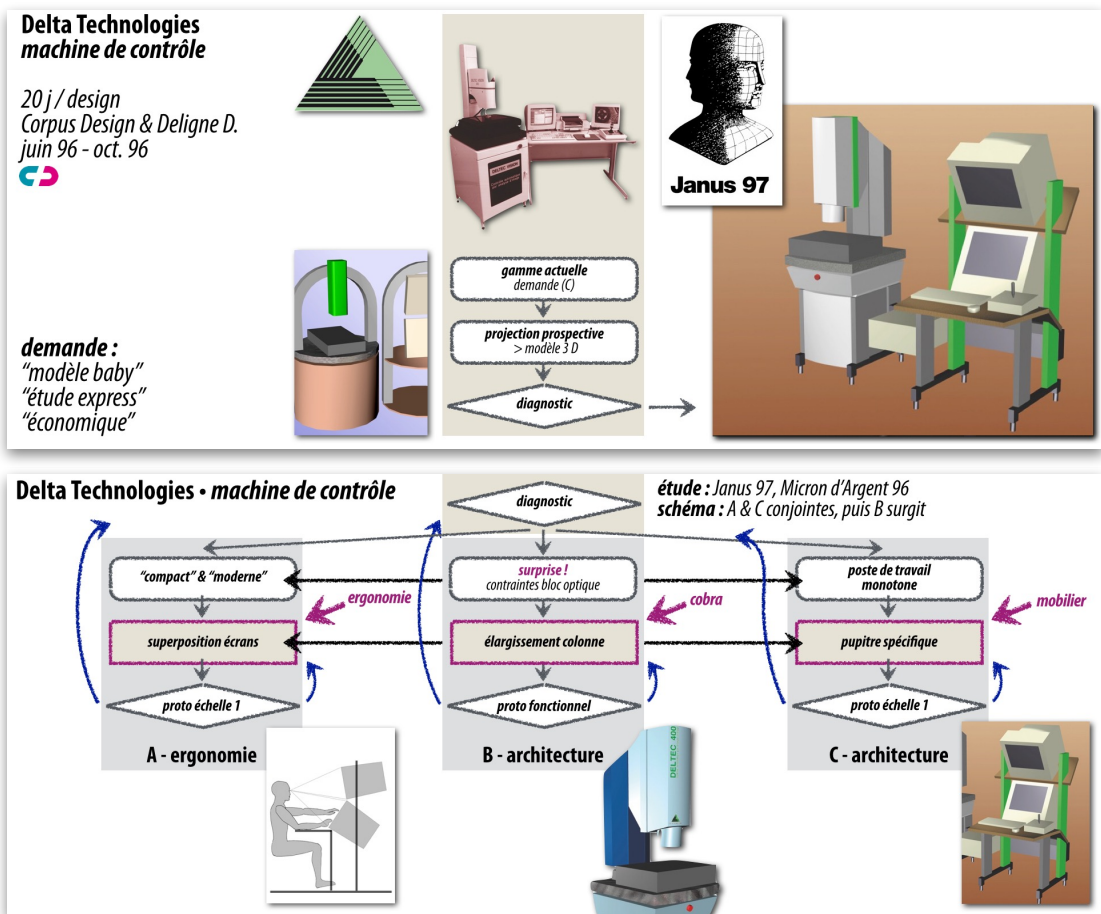 Delta Technologies
machine de contrôle
20 j / design
Corpus Design & Deligne D.
juin 96 - oct. 96
Janus 97
demande :
“modèle baby”
“étude express”
“économique”
gamme actuelle
demande (C)
projection prospective
> modèle 3 D
diagnostic
Delta Technologies • machine de contrôle
diagnostic
étude : Janus 97, Micron d’Argent 96
schéma : A & C conjointes, puis B surgit
“compact” & “moderne”
surprise !
contraintes bloc optique
poste de travail
monotone
ergonomie
cobra
mobilier
superposition écrans
élargissement colonne
pupitre spécifique
proto échelle 1
proto fonctionnel
proto échelle 1
A - ergonomie
B - architecture
C - architecture
DELTEC 400